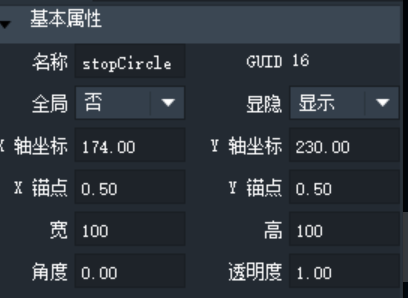 基本属性
名称 stopCircle GUID 16
全局 否 显隐 显示
X 轴坐标 174.00 Y 轴坐标 230.00
X 锚点 0.50 Y 锚点 0.50
宽 100 高 100
角度 0.00 透明度 1.00